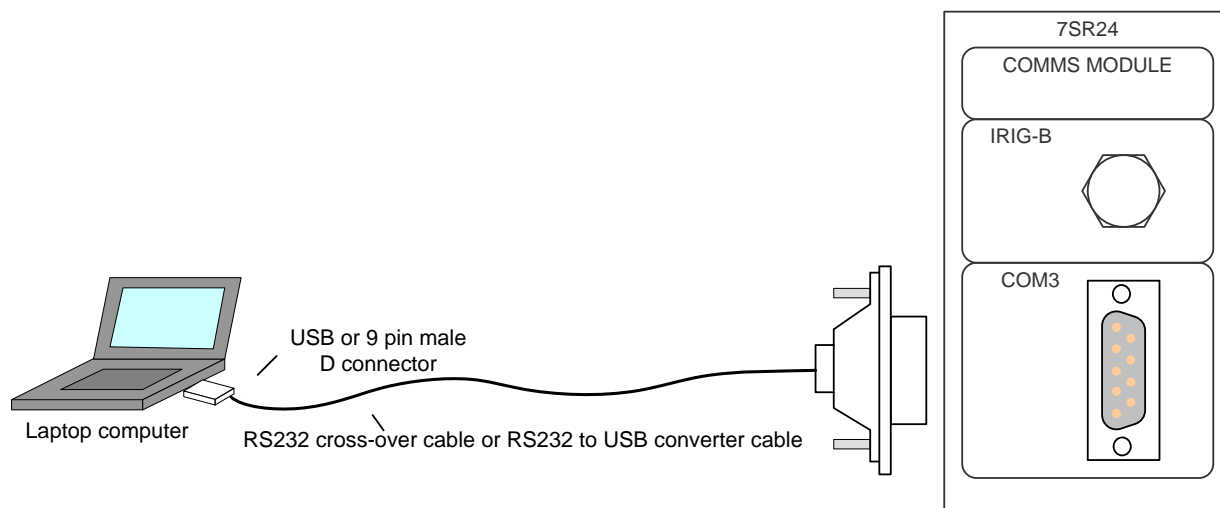 7SR24
COMMS MODULE
IRIG-B
COM3
USB or 9 pin male
D connector
Laptop computer
RS232 cross-over cable or RS232 to USB converter cable